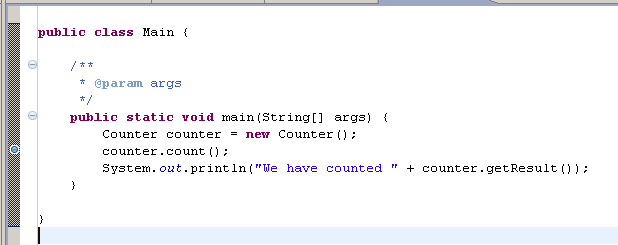 public class Main {
/**
* @param args
*/
public static void main(String[] args) {
Counter counter = new Counter();
counter.count();
System.out.println("We have counted " + counter.getResult());
}
}